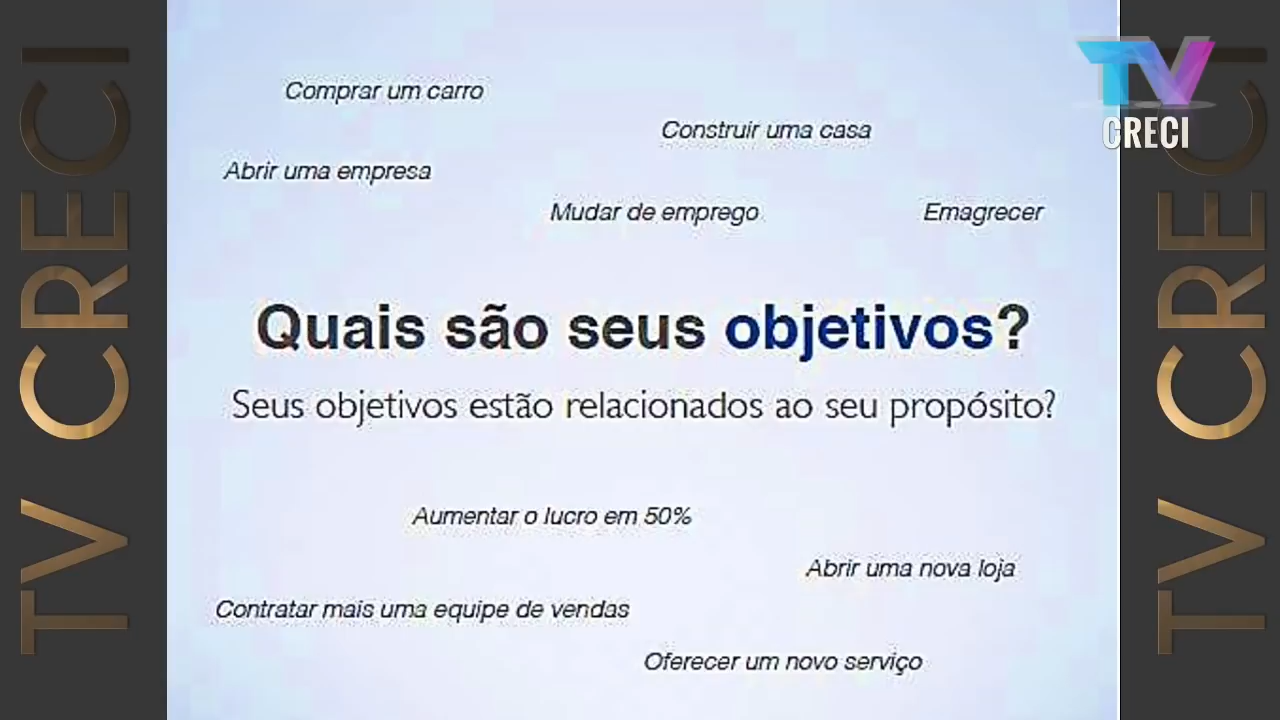 TV CRECI
Comprar um carro
Construir uma casa
TV
CRECI
Abrir uma empresa
Mudar de emprego
Emagrecer
Quais são seus objetivos?
Seus objetivos estão relacionados ao seu propósito?
Aumentar o lucro em 50%
Abrir uma nova loja
Contratar mais uma equipe de vendas
Oferecer um novo serviço
TV CRECI